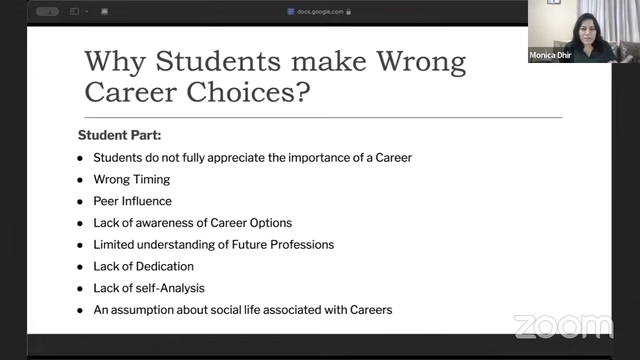 docs.google.com
Monica Dhir
Why Students make Wrong
Career Choices?
Student Part:
● Students do not fully appreciate the importance of a Career
● Wrong Timing
● Peer Influence
● Lack of awareness of Career Options
● Limited understanding of Future Professions
● Lack of Dedication
● Lack of self-Analysis
● An assumption about social life associated with Careers
zoom